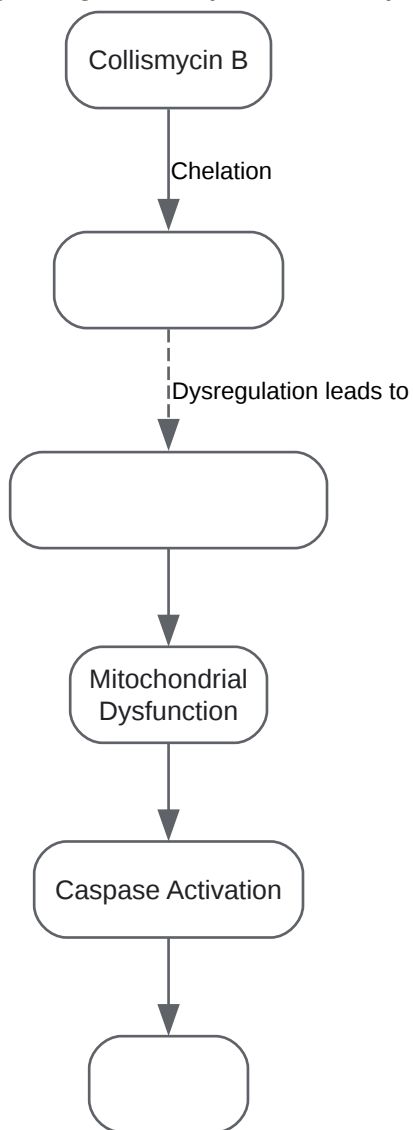 Collismycin B
Chelation
Dysregulation leads to
Mitochondrial
Dysfunction
Caspase Activation